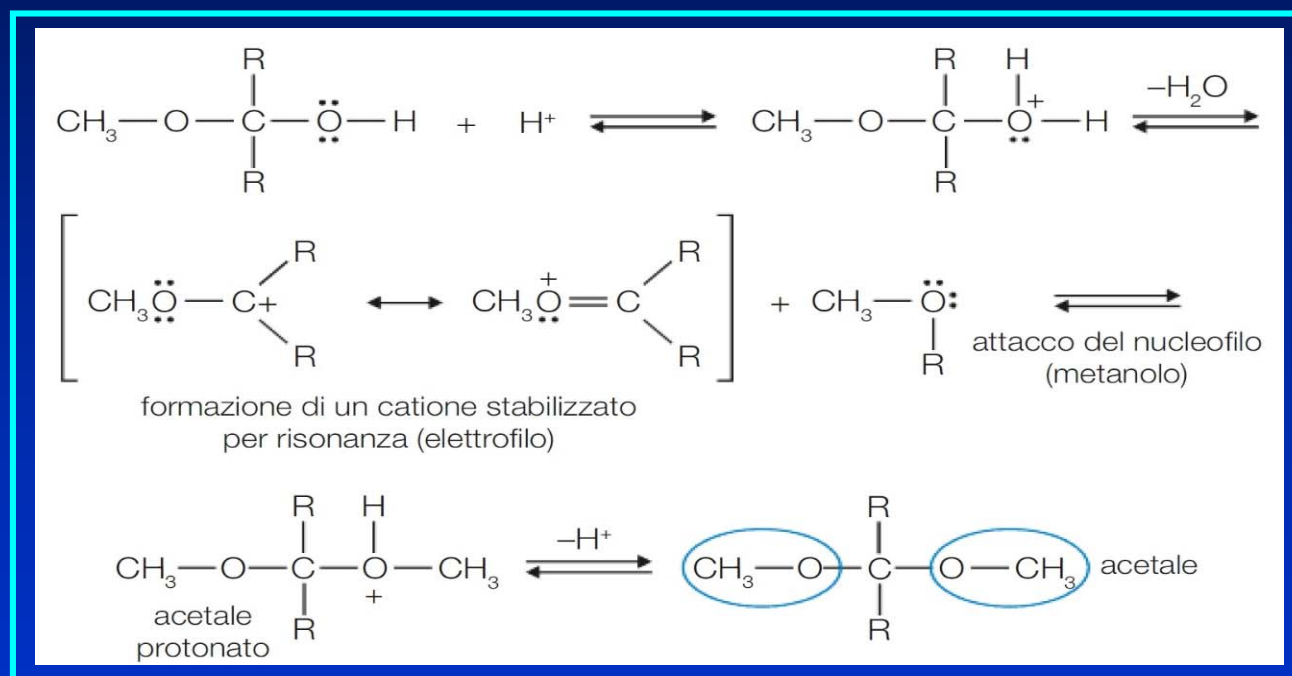 R R H
CH₃—O—C—O—H + H⁺ ⇌ CH₃—O—C—O⁺—H –H₂O ⇌
R R
R R
CH₃O—C+ ↔ CH₃O⁺=C + CH₃—O: ⇌
R R R
attacco del nucleofilo
(metanolo)
formazione di un catione stabilizzato
per risonanza (elettrofilo)
R H R
CH₃—O—C—O—CH₃ –H⁺ ⇌ CH₃—O—C—O—CH₃ acetale
+
R R
acetale
protonato